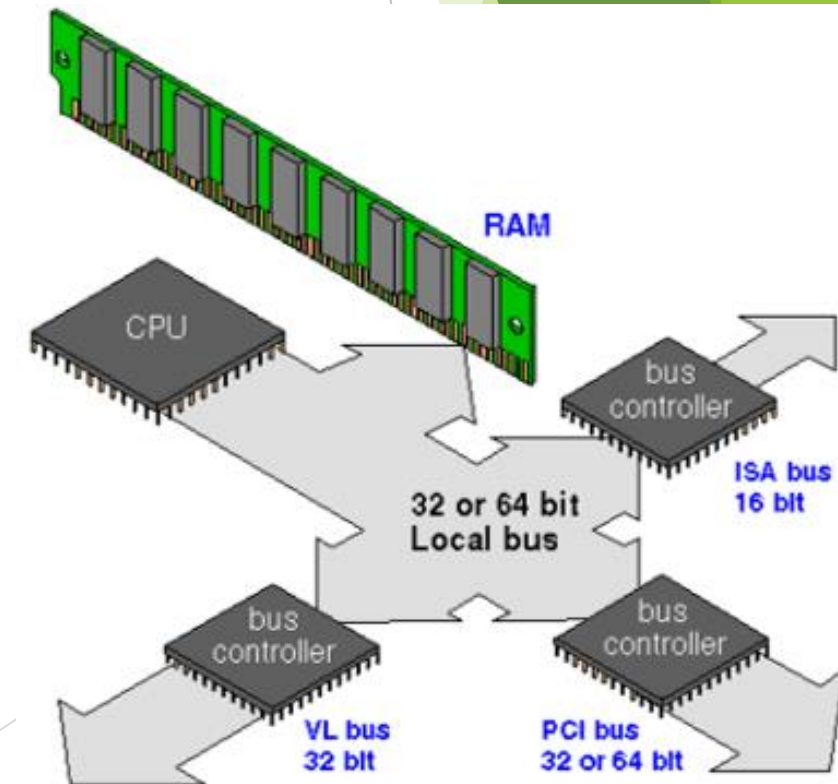 RAM
CPU
bus
controller
ISA bus
16 bit
32 or 64 bit
Local bus
bus
controller
VL bus
32 bit
bus
controller
PCI bus
32 or 64 bit